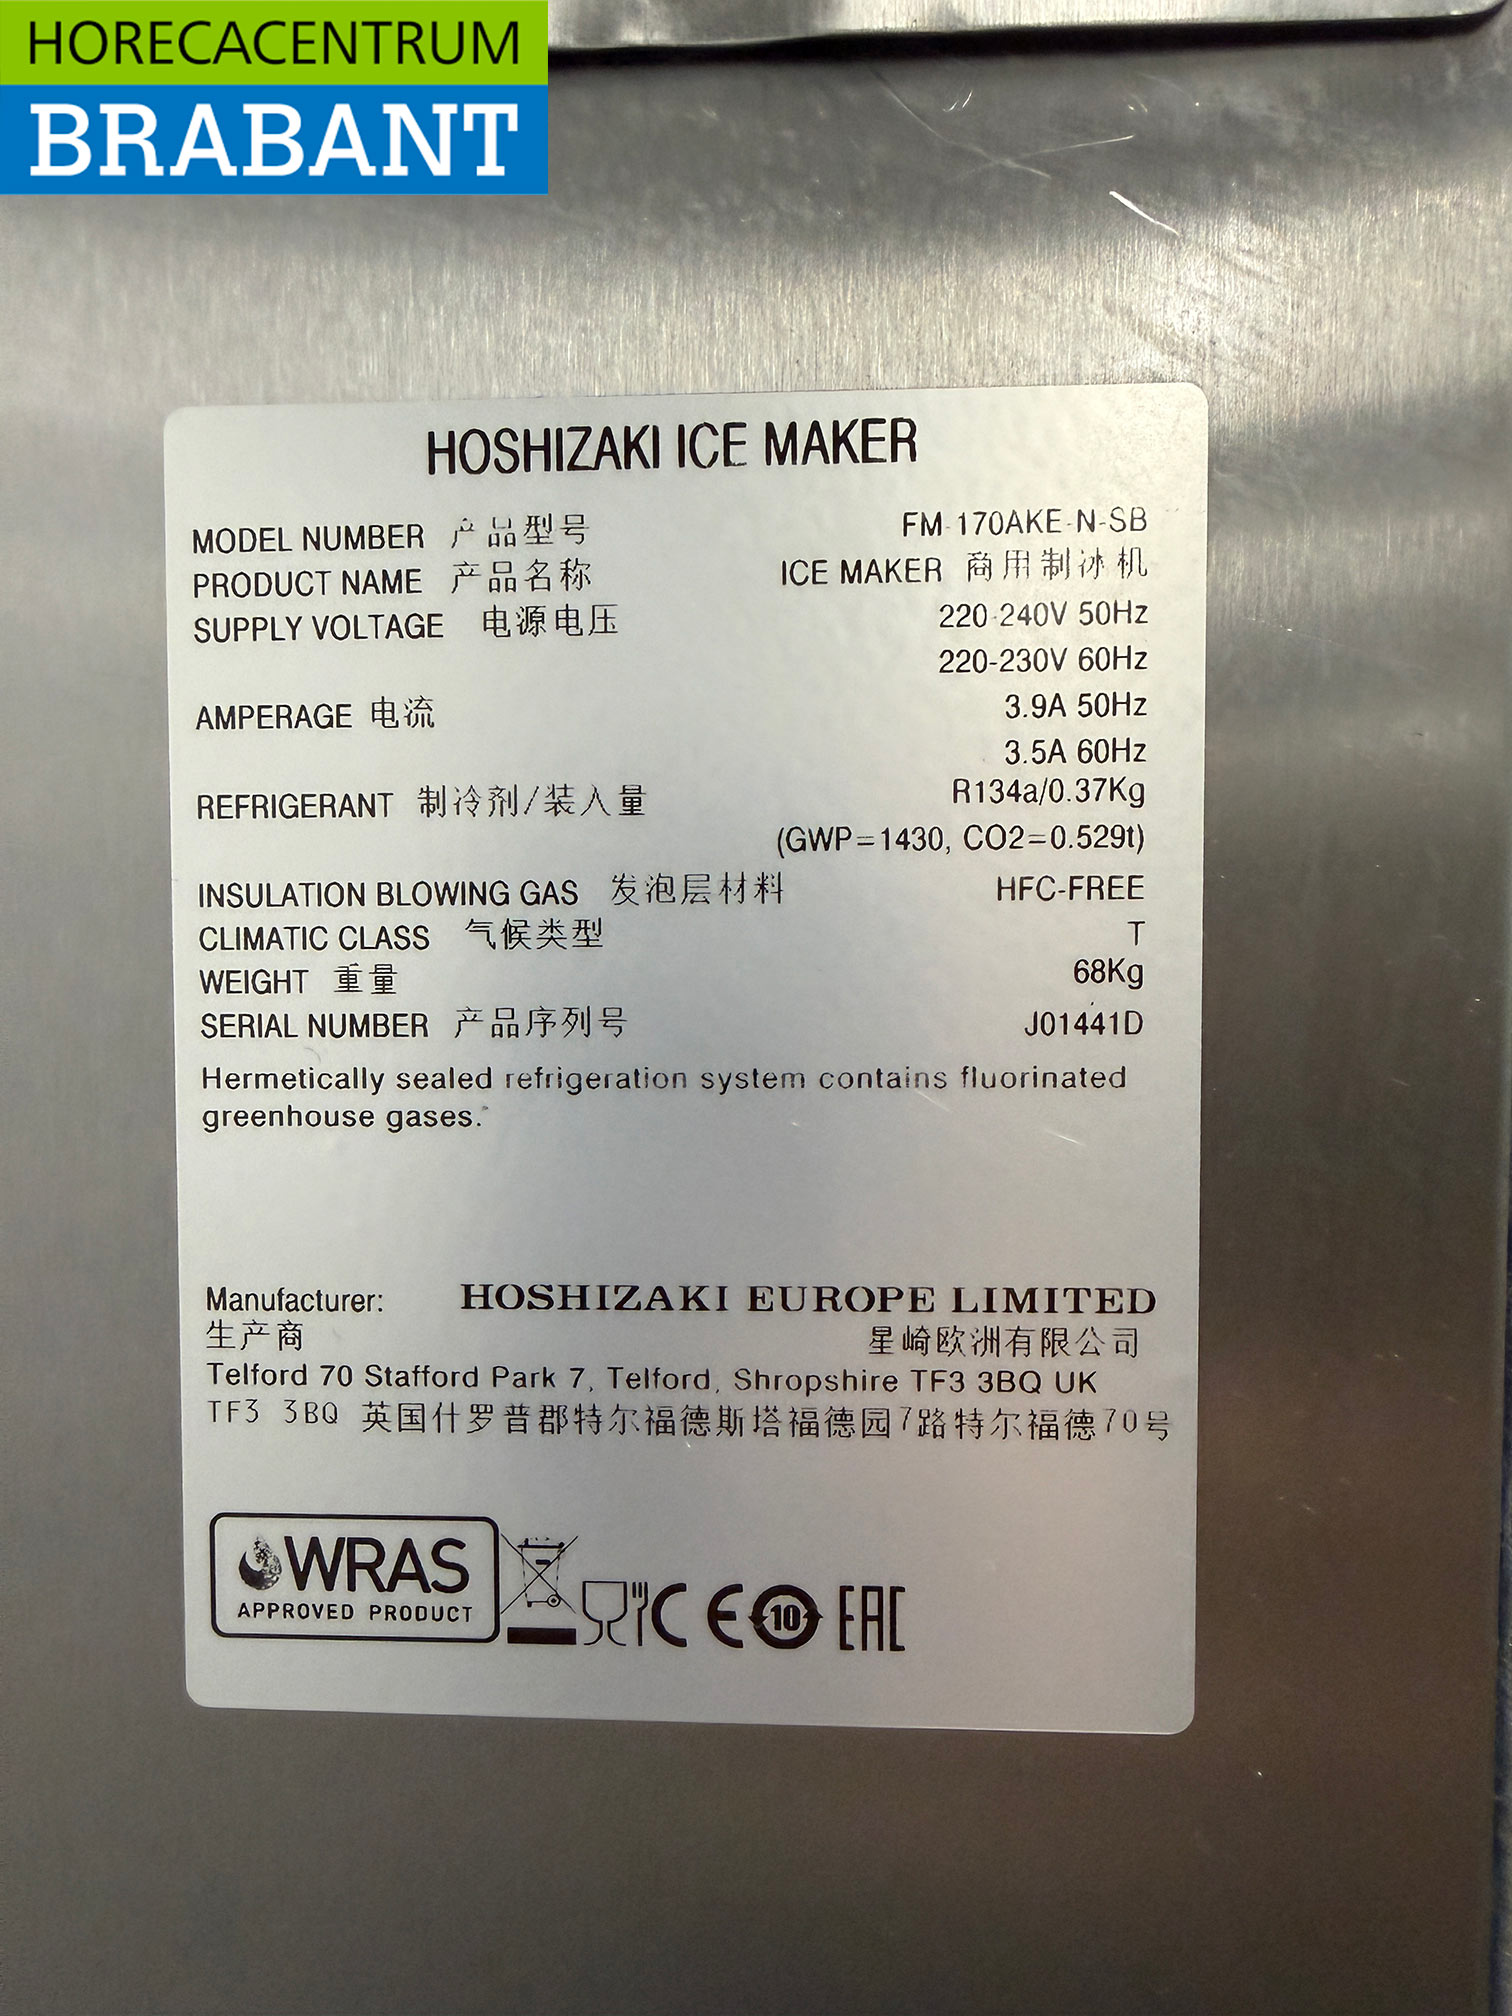 HORECACENTRUM
BRABANT
HOSHIZAKI ICE MAKER
MODEL NUMBER 产品型号 FM-170AKE-N-SB
PRODUCT NAME 产品名称 ICE MAKER 商用制冰机
SUPPLY VOLTAGE 电源电压 220-240V 50Hz
220-230V 60Hz
AMPERAGE 电流 3.9A 50Hz
3.5A 60Hz
REFRIGERANT 制冷剂/装入量 R134a/0.37Kg
(GWP=1430, CO2=0.529t)
INSULATION BLOWING GAS 发泡层材料 HFC-FREE
CLIMATIC CLASS 气候类型 T
WEIGHT 重量 68Kg
SERIAL NUMBER 产品序列号 J01441D
Hermetically sealed refrigeration system contains fluorinated
greenhouse gases.
Manufacturer: HOSHIZAKI EUROPE LIMITED
生产商 星崎欧洲有限公司
Telford 70 Stafford Park 7, Telford, Shropshire TF3 3BQ UK
TF3 3BQ 英国什罗普郡特尔福德斯塔福德园7路特尔福德70号
WRAS
APPROVED PRODUCT
CE 10 EAC